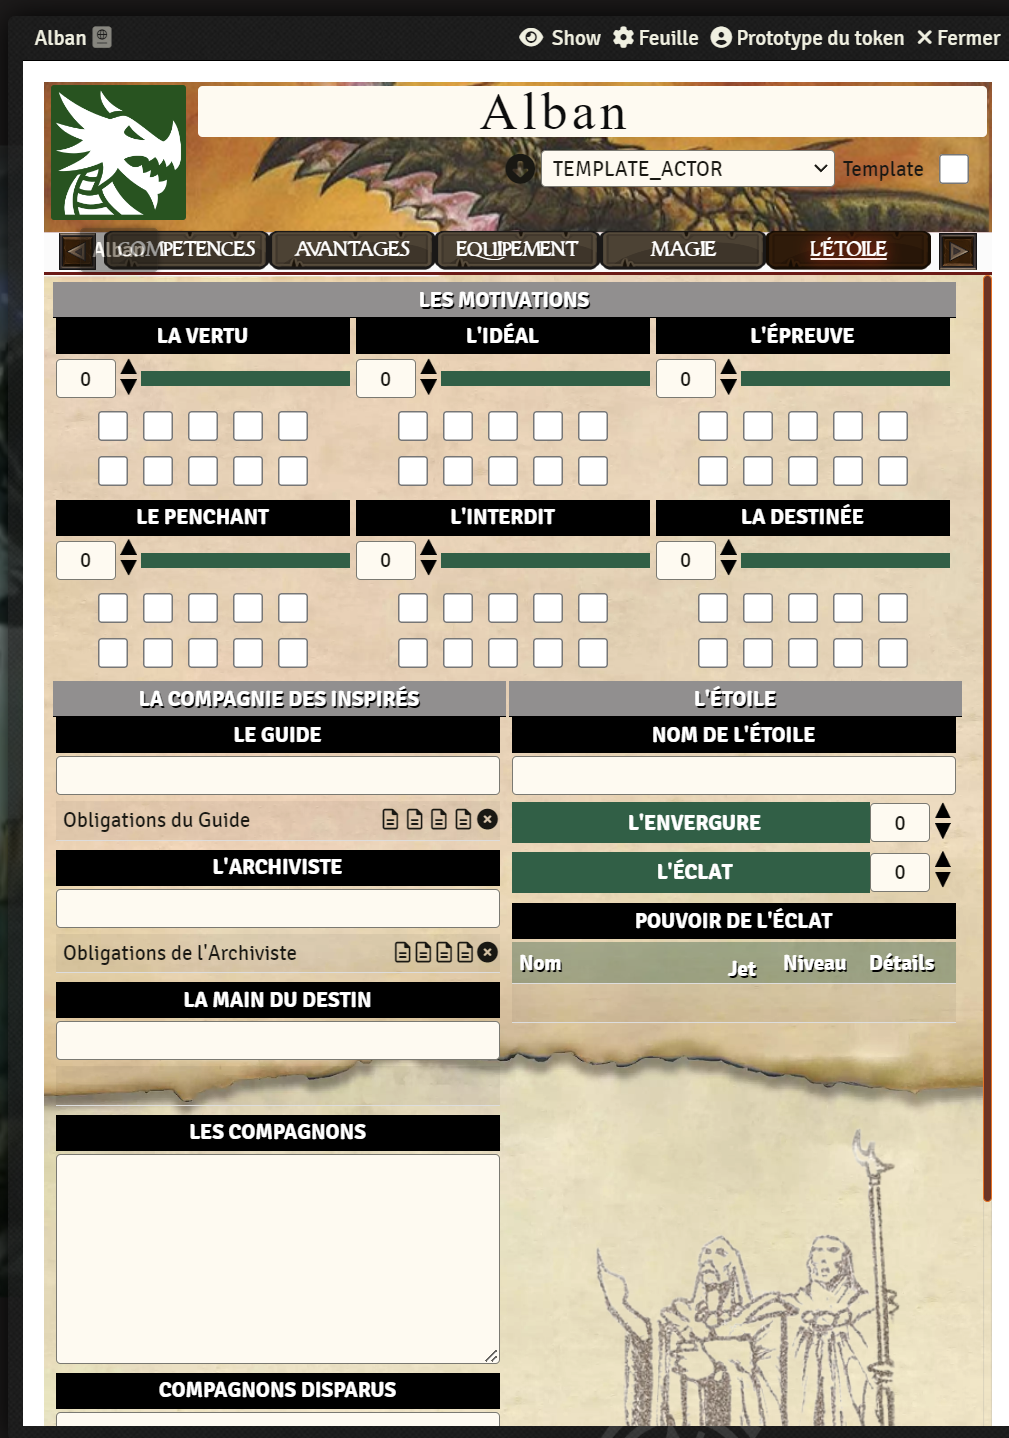 Alban Show Feuille Prototype du token Fermer
Alban
TEMPLATE_ACTOR Template
Alban COMPETENCES AVANTAGES EQUIPEMENT MAGIE L'ÉTOILE
LES MOTIVATIONS
LA VERTU L'IDÉAL L'ÉPREUVE
0 0 0
LE PENCHANT L'INTERDIT LA DESTINÉE
0 0 0
LA COMPAGNIE DES INSPIRÉS
LE GUIDE
Obligations du Guide
L'ARCHIVISTE
Obligations de l'Archiviste
LA MAIN DU DESTIN
LES COMPAGNONS
COMPAGNONS DISPARUS
L'ÉTOILE
NOM DE L'ÉTOILE
L'ENVERGURE 0
L'ÉCLAT 0
POUVOIR DE L'ÉCLAT
Nom Jet Niveau Détails